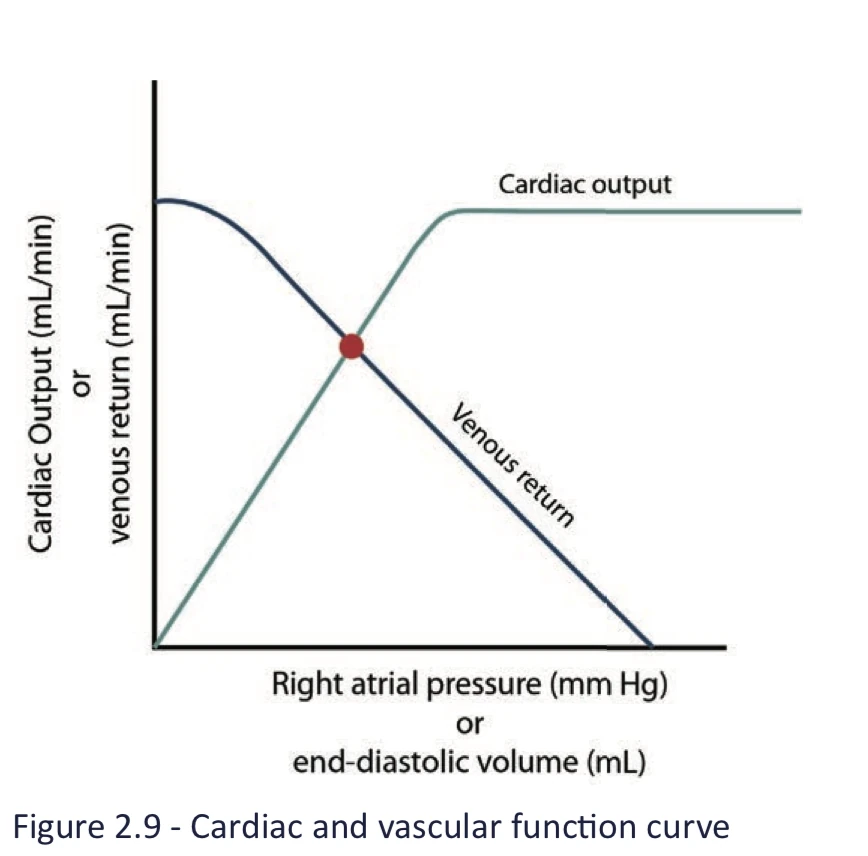 Cardiac Output (mL/min)
or
venous return (mL/min)
Cardiac output
Venous return
Right atrial pressure (mm Hg)
or
end-diastolic volume (mL)
Figure 2.9 - Cardiac and vascular function curve